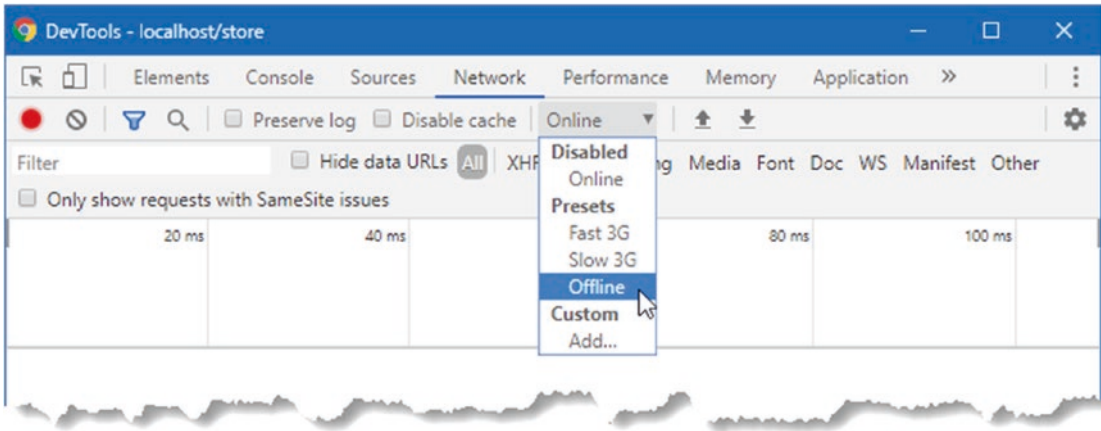 DevTools - localhost/store
Elements Console Sources Network Performance Memory Application »
Preserve log Disable cache Online
Filter Hide data URLs All XHR Media Font Doc WS Manifest Other
Only show requests with SameSite issues
Disabled
Online
Presets
Fast 3G
Slow 3G
Offline
Custom
Add...
20 ms 40 ms 80 ms 100 ms